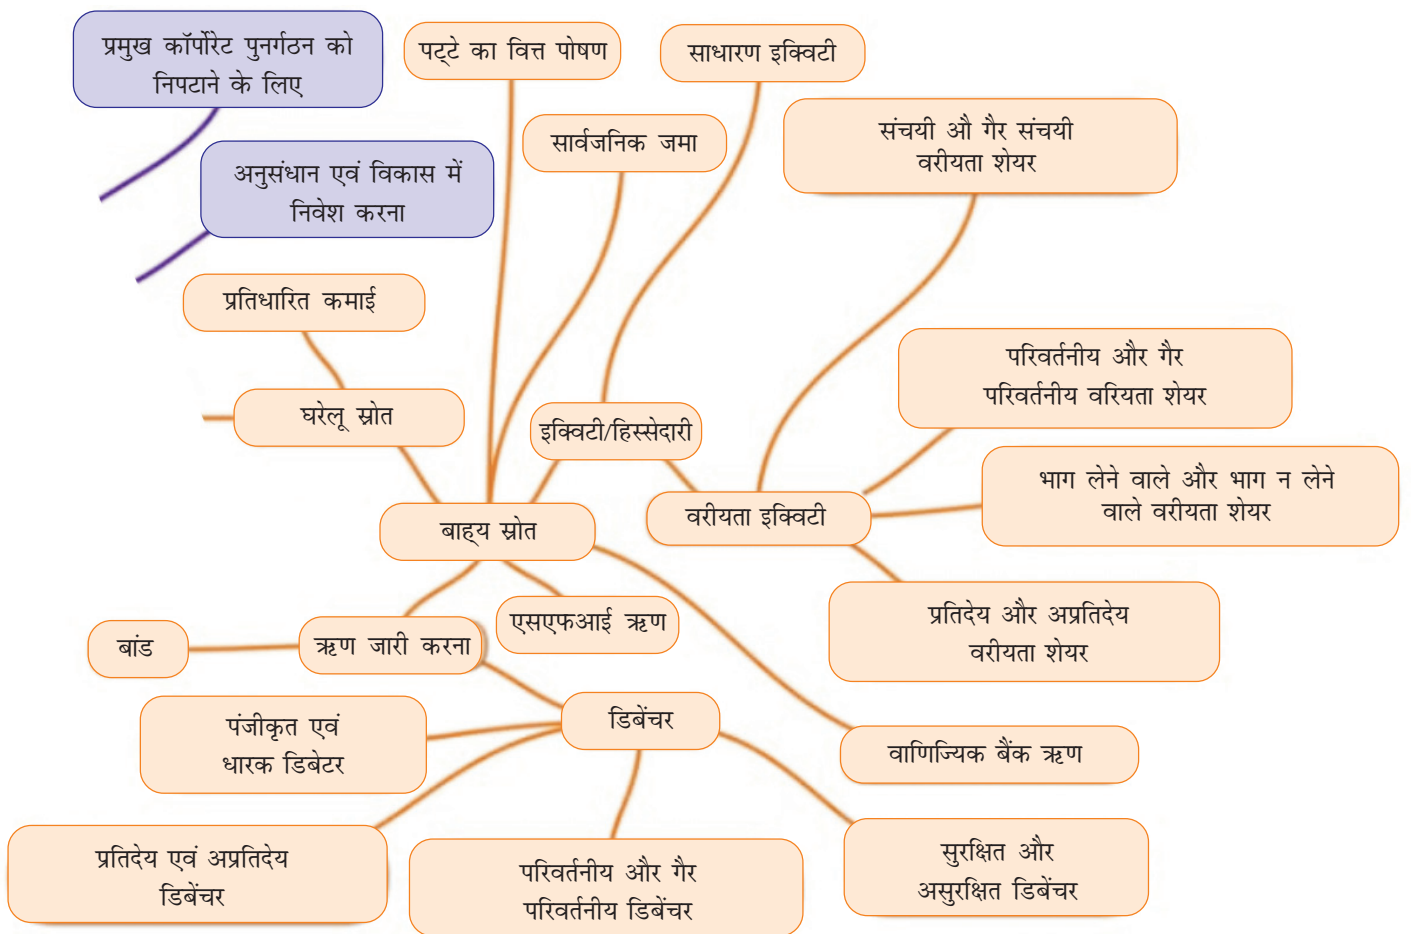 प्रमुख कॉर्पोरेट पुनर्गठन को
निपटाने के लिए
पट्टे का वित्त पोषण
साधारण इक्विटी
सार्वजनिक जमा
संचयी औ गैर संचयी
वरीयता शेयर
अनुसंधान एवं विकास में
निवेश करना
प्रतिधारित कमाई
परिवर्तनीय और गैर
परिवर्तनीय वरियता शेयर
घरेलू स्रोत
इक्विटी/हिस्सेदारी
भाग लेने वाले और भाग न लेने
वाले वरीयता शेयर
वरीयता इक्विटी
बाह्य स्रोत
प्रतिदेय और अप्रतिदेय
वरीयता शेयर
एसएफआई ऋण
ऋण जारी करना
बांड
डिबेंचर
पंजीकृत एवं
धारक डिबेटर
वाणिज्यिक बैंक ऋण
प्रतिदेय एवं अप्रतिदेय
डिबेंचर
परिवर्तनीय और गैर
परिवर्तनीय डिबेंचर
सुरक्षित और
असुरक्षित डिबेंचर